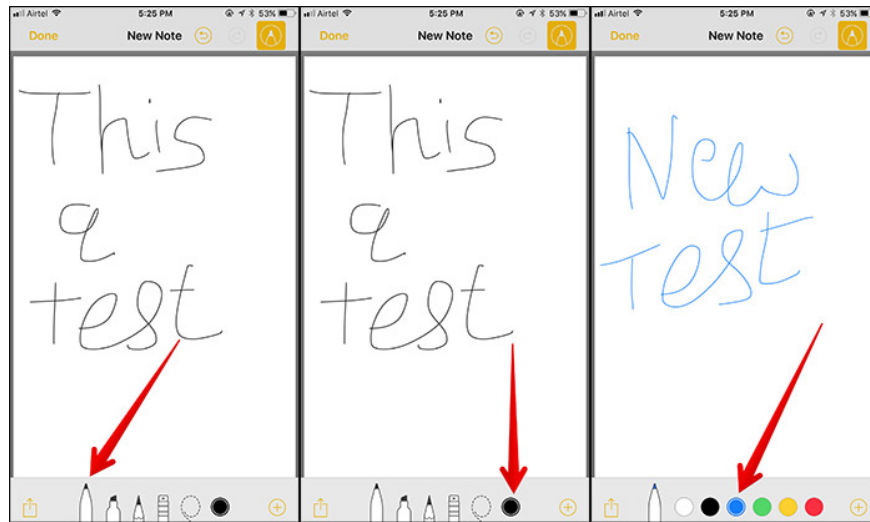 Airtel 5:25 PM 53%
Done New Note
This
a
test
Airtel 5:25 PM 53%
Done New Note
This
a
test
Airtel 5:25 PM 53%
Done New Note
New
Test